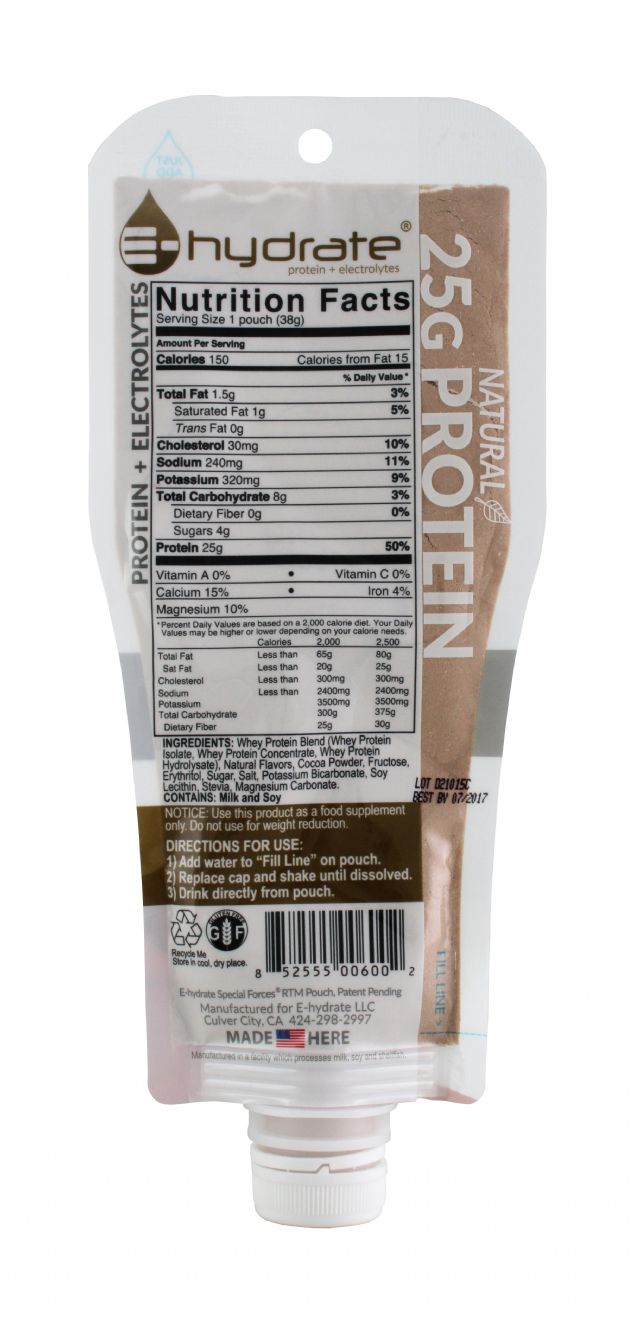 E-hydrate®
protein + electrolytes
PROTEIN + ELECTROLYTES
Nutrition Facts
Serving Size 1 pouch (38g)
Amount Per Serving
Calories 150 Calories from Fat 15
% Daily Value*
Total Fat 1.5g 3%
Saturated Fat 1g 5%
Trans Fat 0g
Cholesterol 30mg 10%
Sodium 240mg 11%
Potassium 320mg 9%
Total Carbohydrate 8g 3%
Dietary Fiber 0g 0%
Sugars 4g
Protein 25g 50%
Vitamin A 0% • Vitamin C 0%
Calcium 15% • Iron 4%
Magnesium 10%
*Percent Daily Values are based on a 2,000 calorie diet. Your Daily
Values may be higher or lower depending on your calorie needs.
Calories 2,000 2,500
Total Fat Less than 65g 80g
Sat Fat Less than 20g 25g
Cholesterol Less than 300mg 300mg
Sodium Less than 2400mg 2400mg
Potassium 3500mg 3500mg
Total Carbohydrate 300g 375g
Dietary Fiber 25g 30g
INGREDIENTS: Whey Protein Blend (Whey Protein
Isolate, Whey Protein Concentrate, Whey Protein
Hydrolysate), Natural Flavors, Cocoa Powder, Fructose,
Erythritol, Sugar, Salt, Potassium Bicarbonate, Soy
Lecithin, Stevia, Magnesium Carbonate.
CONTAINS: Milk and Soy
NOTICE: Use this product as a food supplement
only. Do not use for weight reduction.
DIRECTIONS FOR USE:
1) Add water to “Fill Line” on pouch.
2) Replace cap and shake until dissolved.
3) Drink directly from pouch.
GLUTEN FREE
G F
Recycle Me
Store in cool, dry place.
8 52555 00600 2
E-hydrate Special Forces® RTM Pouch, Patent Pending
Manufactured for E-hydrate LLC
Culver City, CA 424-298-2997
MADE HERE
Manufactured in a facility which processes milk, soy and shellfish.
NATURAL
25G PROTEIN
LOT D21015C
BEST BY 07/2017
FILL LINE >
JUST
ADD